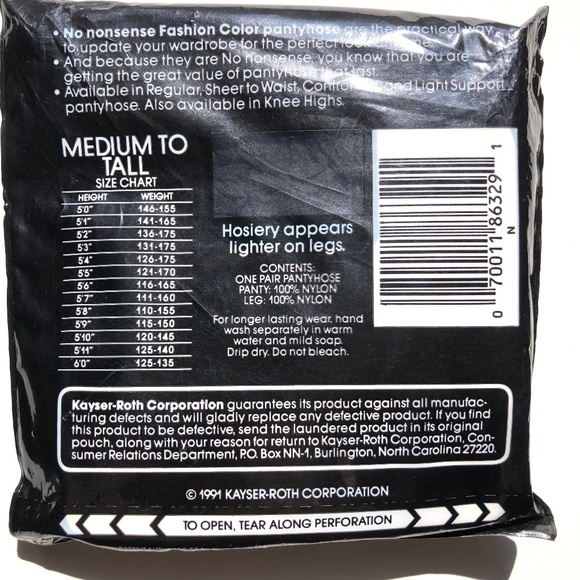 • No nonsense Fashion Color pantyhose are the practical way
to update your wardrobe for the perfect
• And because they are No nonsense, you know that you are
getting the great value of pantyhose that last.
• Available in Regular, Sheer to Waist, and Light Support
pantyhose. Also available in Knee Highs.
MEDIUM TO
TALL
SIZE CHART
HEIGHT WEIGHT
5'0" 146-155
5'1" 141-165
5'2" 136-175
5'3" 131-175
5'4" 126-175
5'5" 121-170
5'6" 116-165
5'7" 111-160
5'8" 110-155
5'9" 115-150
5'10" 120-145
5'11" 125-140
6'0" 125-135
Hosiery appears
lighter on legs.
CONTENTS:
ONE PAIR PANTYHOSE
PANTY: 100% NYLON
LEG: 100% NYLON
For longer lasting wear, hand
wash separately in warm
water and mild soap.
Drip dry. Do not bleach.
0 70011 86329 1
N
Kayser-Roth Corporation guarantees its product against all manufac-
turing defects and will gladly replace any defective product. If you find
this product to be defective, send the laundered product in its original
pouch, along with your reason for return to Kayser-Roth Corporation, Con-
sumer Relations Department, P.O. Box NN-1, Burlington, North Carolina 27220.
© 1991 KAYSER-ROTH CORPORATION
TO OPEN, TEAR ALONG PERFORATION